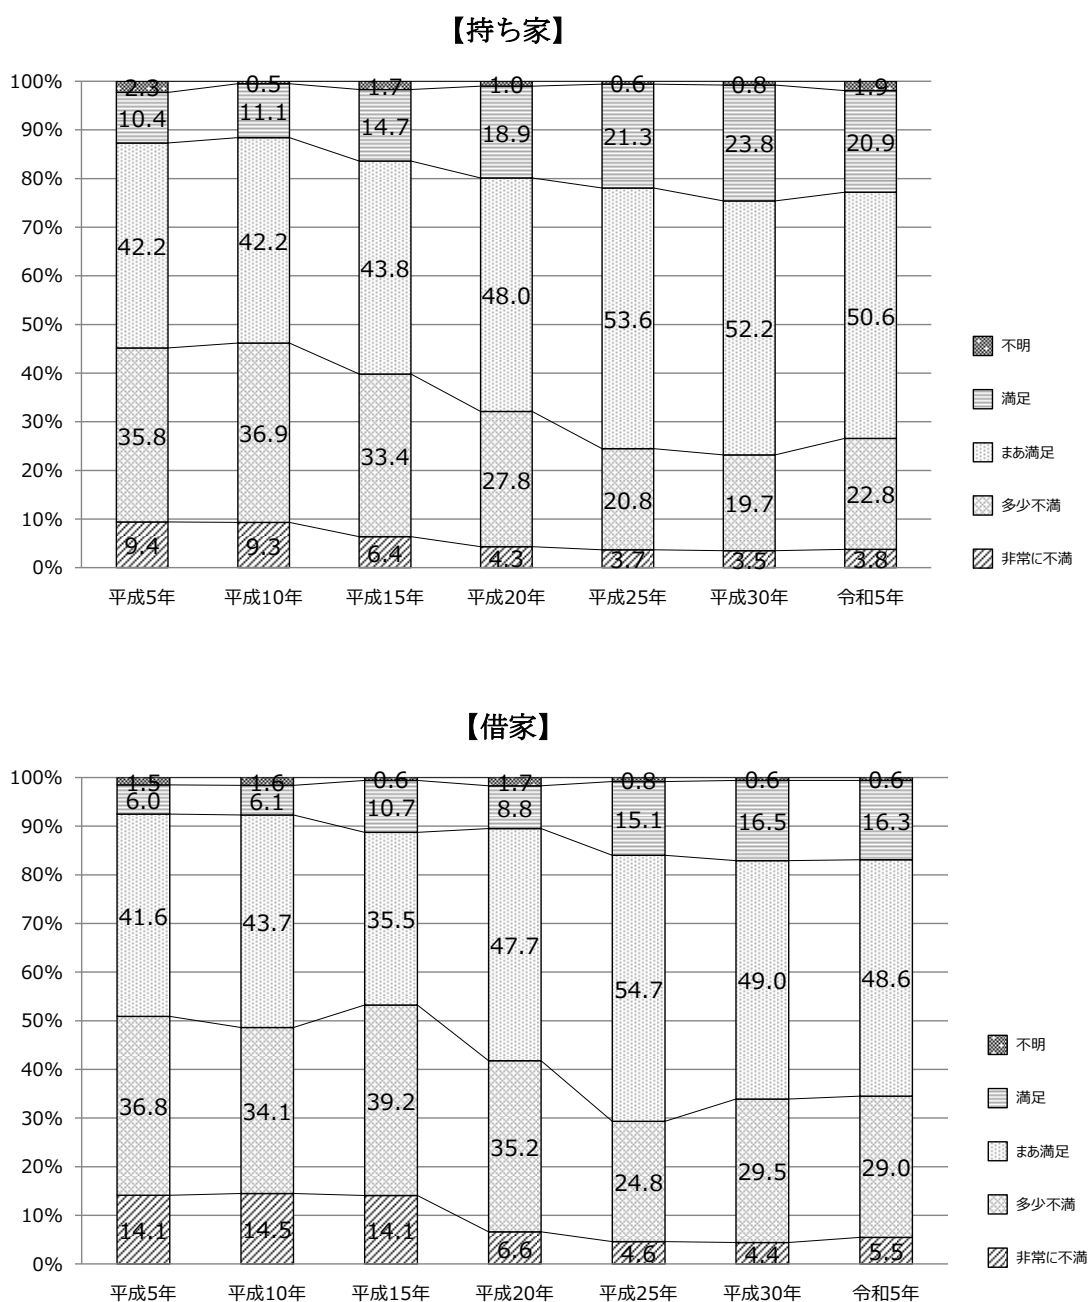 【持ち家】
100%
90%
80%
70%
60%
50%
40%
30%
20%
10%
0%
2.3 0.5 1.7 1.0 0.6 0.8 1.9
10.4 11.1 14.7 18.9 21.3 23.8 20.9
42.2 42.2 43.8 48.0 53.6 52.2 50.6
35.8 36.9 33.4 27.8 20.8 19.7 22.8
9.4 9.3 6.4 4.3 3.7 3.5 3.8
平成5年 平成10年 平成15年 平成20年 平成25年 平成30年 令和5年
不明
満足
まあ満足
多少不満
非常に不満
【借家】
100%
90%
80%
70%
60%
50%
40%
30%
20%
10%
0%
1.5 1.6 0.6 1.7 0.8 0.6 0.6
6.0 6.1 10.7 8.8 15.1 16.5 16.3
41.6 43.7 35.5 47.7 54.7 49.0 48.6
36.8 34.1 39.2 35.2 24.8 29.5 29.0
14.1 14.5 14.1 6.6 4.6 4.4 5.5
平成5年 平成10年 平成15年 平成20年 平成25年 平成30年 令和5年
不明
満足
まあ満足
多少不満
非常に不満